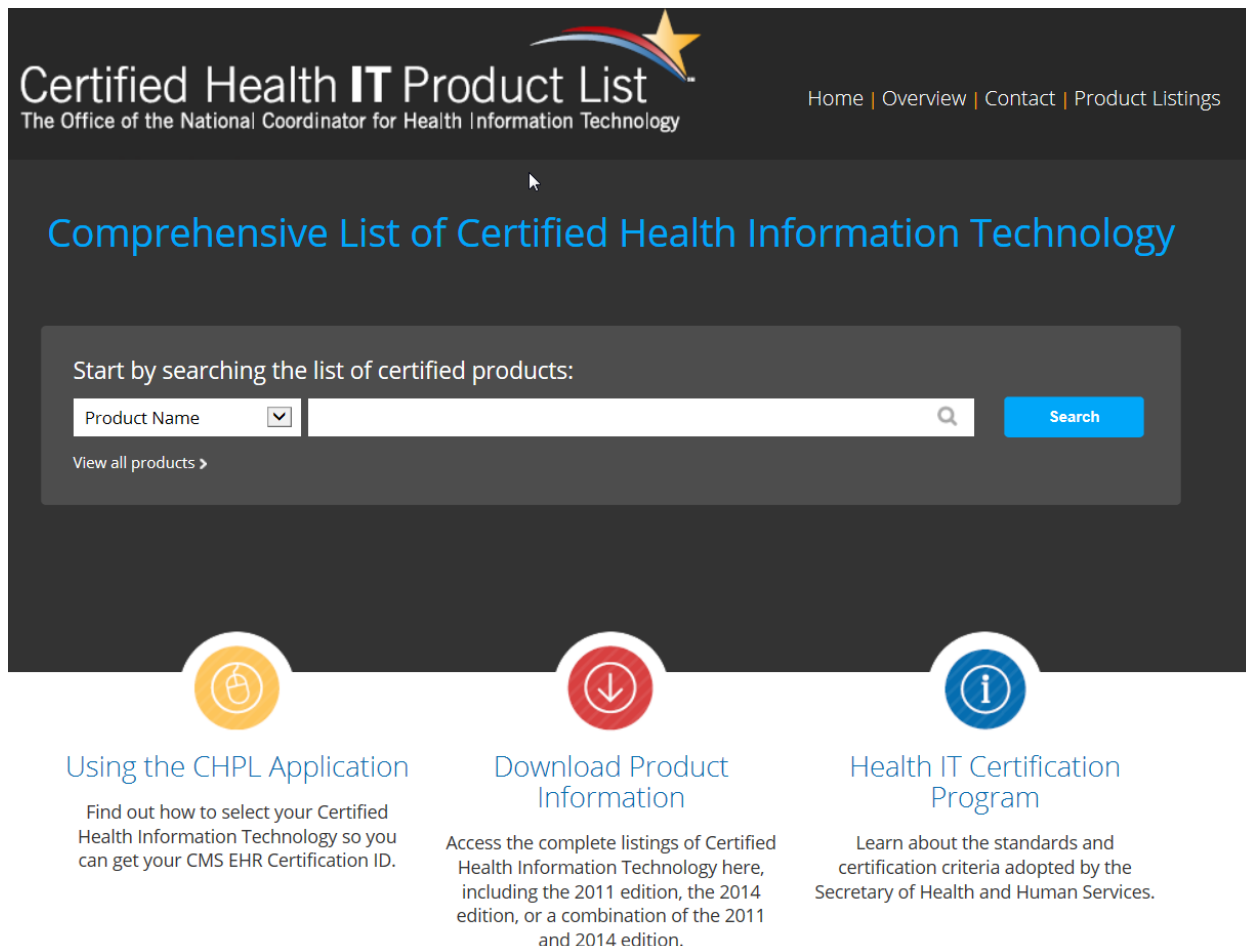 Certified Health IT Product List
The Office of the National Coordinator for Health Information Technology
Home | Overview | Contact | Product Listings
Comprehensive List of Certified Health Information Technology
Start by searching the list of certified products:
Product Name
Search
View all products
Using the CHPL Application
Find out how to select your Certified
Health Information Technology so you
can get your CMS EHR Certification ID.
Download Product
Information
Access the complete listings of Certified
Health Information Technology here,
including the 2011 edition, the 2014
edition, or a combination of the 2011
and 2014 edition.
Health IT Certification
Program
Learn about the standards and
certification criteria adopted by the
Secretary of Health and Human Services.